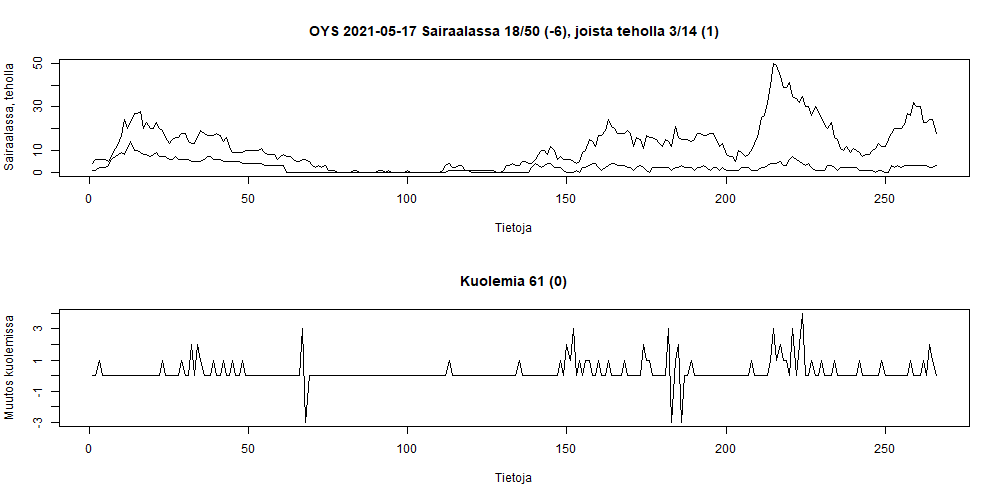 OYS 2021-05-17 Sairaalassa 18/50 (-6), joista teholla 3/14 (1)
Sairaalassa, teholla
50
30
10
0
0 50 100 150 200 250
Tietoja
Kuolemia 61 (0)
Muutos kuolemissa
3
1
-1
-3
0 50 100 150 200 250
Tietoja